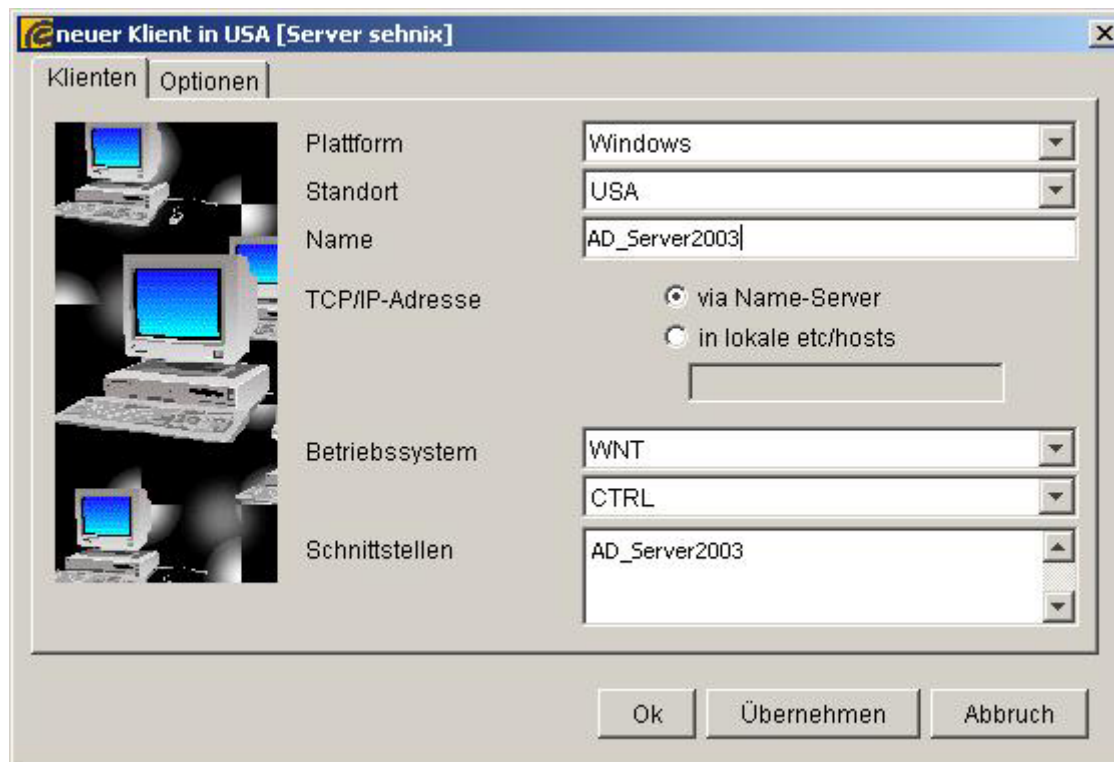 neuer Klient in USA [Server sehnix]
Klienten Optionen
Plattform Windows
Standort USA
Name AD_Server2003
TCP/IP-Adresse via Name-Server
in lokale etc/hosts
Betriebssystem WNT
CTRL
Schnittstellen AD_Server2003
Ok Übernehmen Abbruch